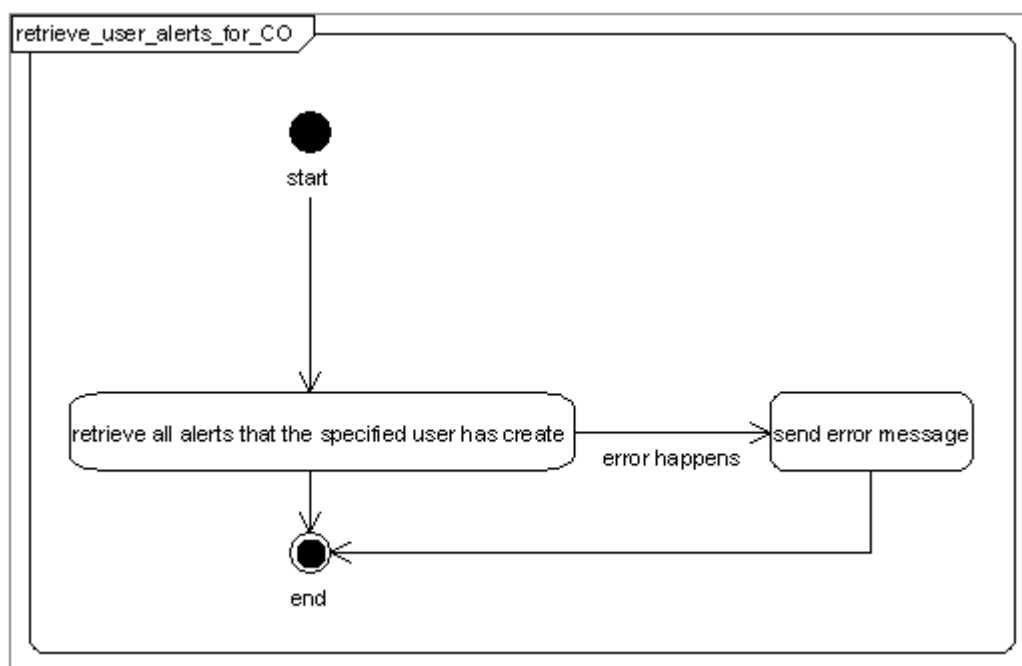 retrieve_user_alerts_for_CO
start
retrieve all alerts that the specified user has create
send error message
error happens
end